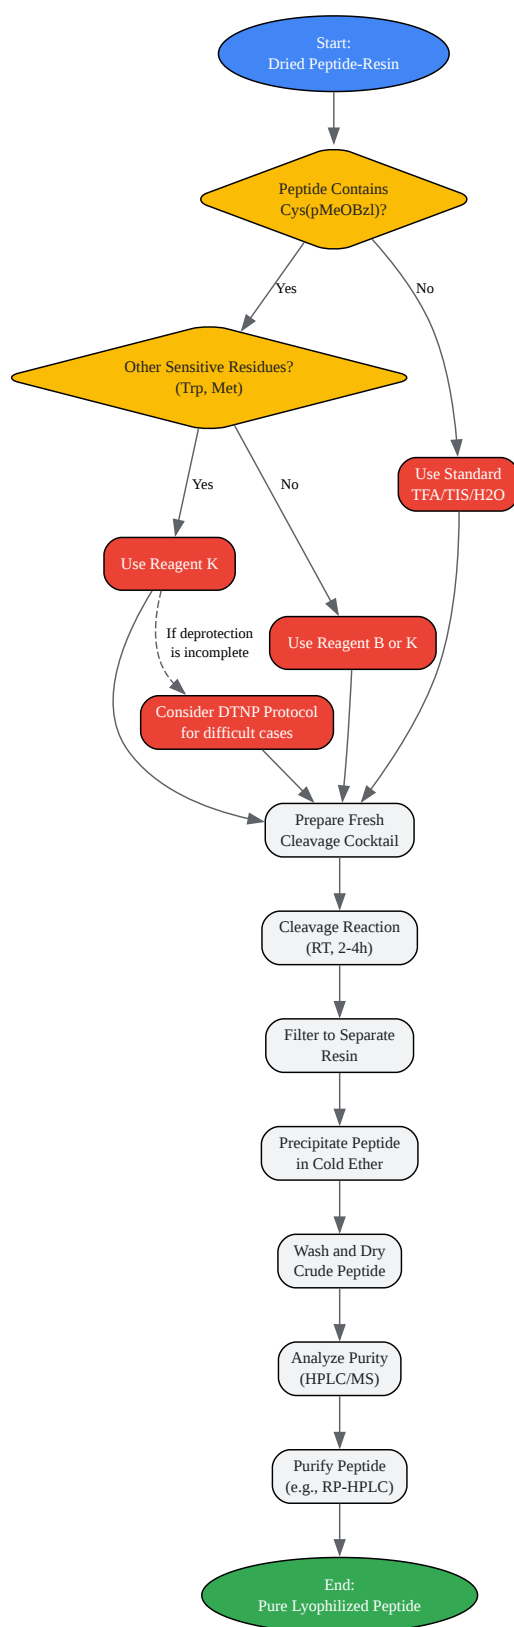 Start:
Dried Peptide-Resin
Peptide Contains
Cys(pMeOBzl)?
Yes
No
Other Sensitive Residues?
(Trp, Met)
Yes
No
Use Standard
TFA/TIS/H2O
Use Reagent K
If deprotection
is incomplete
Use Reagent B or K
Consider DTNP Protocol
for difficult cases
Prepare Fresh
Cleavage Cocktail
Cleavage Reaction
(RT, 2-4h)
Filter to Separate
Resin
Precipitate Peptide
in Cold Ether
Wash and Dry
Crude Peptide
Analyze Purity
(HPLC/MS)
Purify Peptide
(e.g., RP-HPLC)
End:
Pure Lyophilized Peptide